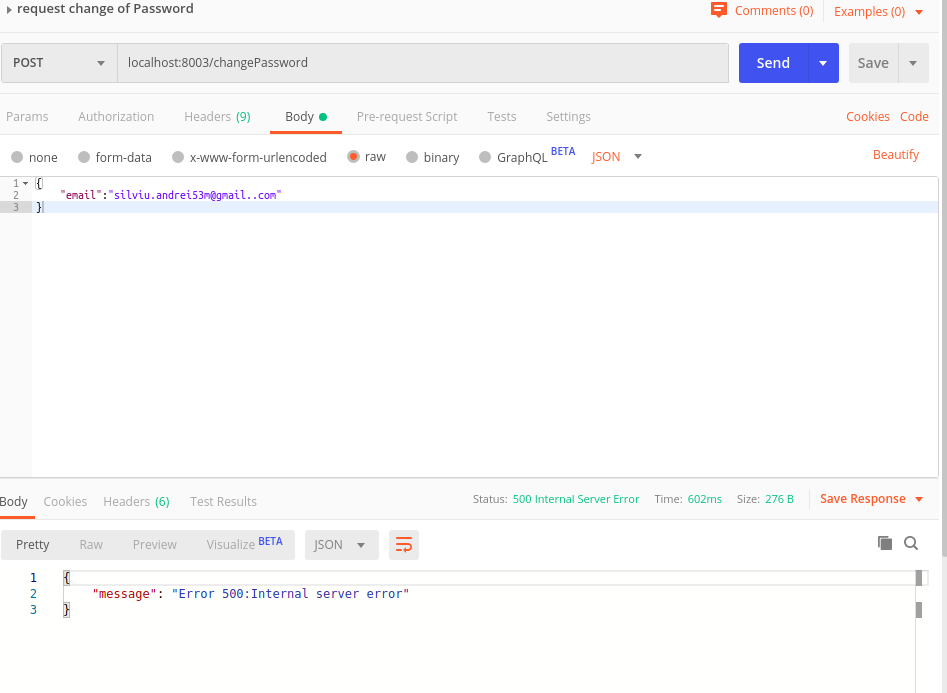 request change of Password
Comments (0) Examples (0)
POST localhost:8003/changePassword Send Save
Params Authorization Headers (9) Body Pre-request Script Tests Settings Cookies Code
none form-data x-www-form-urlencoded raw binary GraphQL BETA JSON Beautify
1 {
2 "email":"silviu.andrei53m@gmail..com"
3 }
Body Cookies Headers (6) Test Results Status: 500 Internal Server Error Time: 602ms Size: 276 B Save Response
Pretty Raw Preview Visualize BETA JSON
1 {
2 "message": "Error 500:Internal server error"
3 }